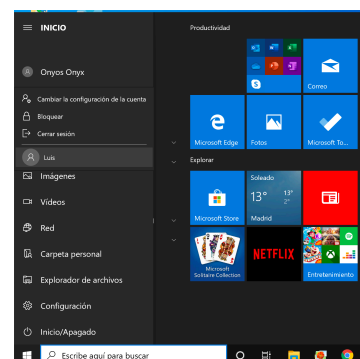 INICIO
Onyos Onyx
Cambiar la configuración de la cuenta
Bloquear
Cerrar sesión
Luis
Imágenes
Vídeos
Red
Carpeta personal
Explorador de archivos
Configuración
Inicio/Apagado
Escribe aquí para buscar
Productividad
Correo
Microsoft Edge
Fotos
Microsoft To...
Explorar
Microsoft Store
Soleado
13° 13°
2°
Madrid
Microsoft
Solitaire Collection
NETFLIX
Entretenimiento